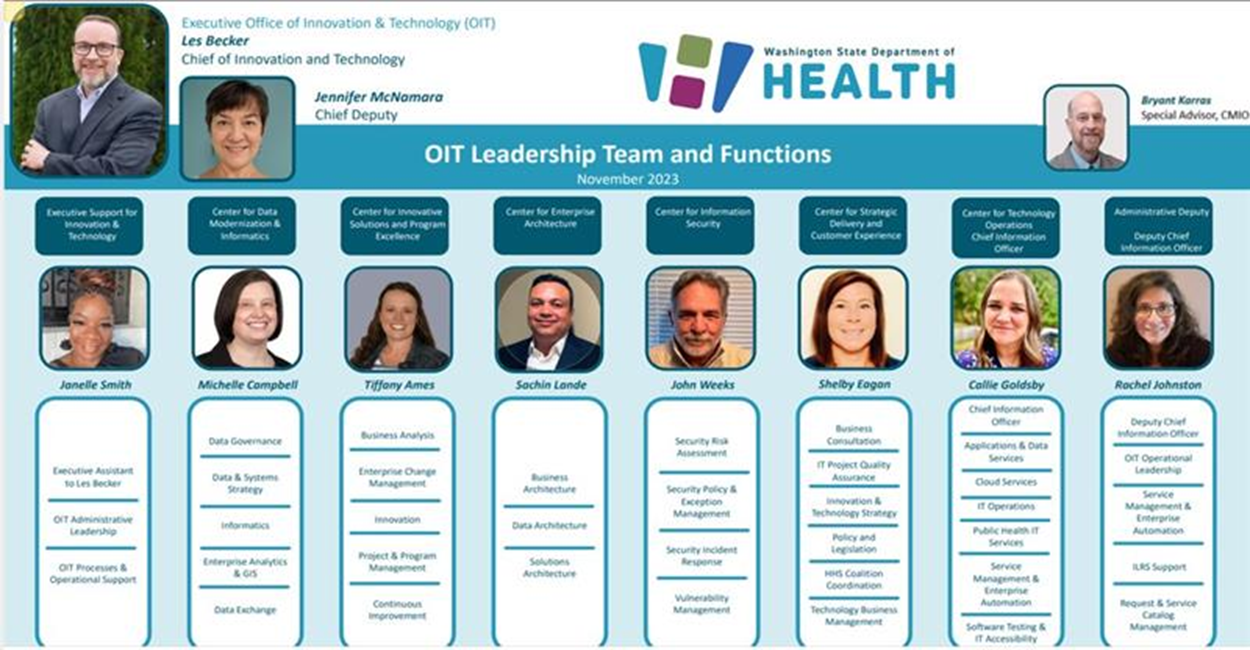 Executive Office of Innovation & Technology (OIT)
Les Becker
Chief of Innovation and Technology
Jennifer McNamara
Chief Deputy
Washington State Department of
HEALTH
Bryant Karras
Special Advisor, CMIO
OIT Leadership Team and Functions
November 2023
Executive Support for
Innovation &
Technology
Center for Data
Modernization &
Informatics
Center for Innovative
Solutions and Program
Excellence
Center for Enterprise
Architecture
Center for Information
Security
Center for Strategic
Delivery and
Customer Experience
Center for Technology
Operations
Chief Information
Officer
Administrative Deputy
Deputy Chief
Information Officer
Janelle Smith
Michelle Campbell
Tiffany Ames
Sachin Lande
John Weeks
Shelby Eagan
Callie Goldsby
Rachel Johnston
Executive Assistant
to Les Becker
OIT Administrative
Leadership
OIT Processes &
Operational Support
Data Governance
Data & Systems
Strategy
Informatics
Enterprise Analytics
& GIS
Data Exchange
Business Analysis
Enterprise Change
Management
Innovation
Project & Program
Management
Continuous
Improvement
Business
Architecture
Data Architecture
Solutions
Architecture
Security Risk
Assessment
Security Policy &
Exception
Management
Security Incident
Response
Vulnerability
Management
Business
Consultation
IT Project Quality
Assurance
Innovation &
Technology Strategy
Policy and
Legislation
HHS Coalition
Coordination
Technology Business
Management
Chief Information
Officer
Applications & Data
Services
Cloud Services
IT Operations
Public Health IT
Services
Service
Management &
Enterprise
Automation
Software Testing &
IT Accessibility
Deputy Chief
Information Officer
OIT Operational
Leadership
Service
Management &
Enterprise
Automation
ILRS Support
Request & Service
Catalog
Management